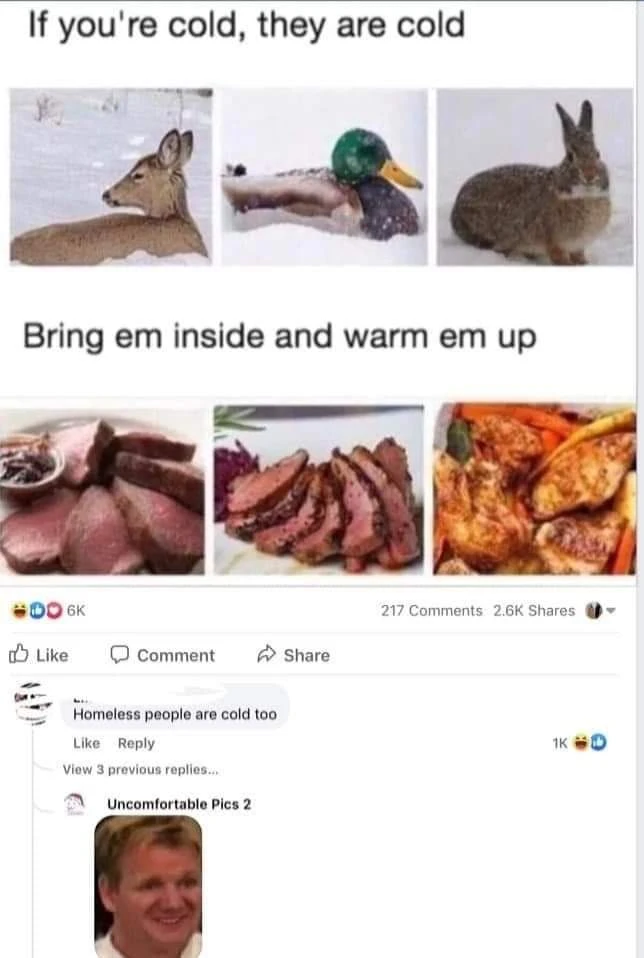 If you're cold, they are cold
Bring em inside and warm em up
6K
217 Comments 2.6K Shares
Like Comment Share
Homeless people are cold too
Like Reply
1K
View 3 previous replies...
Uncomfortable Pics 2